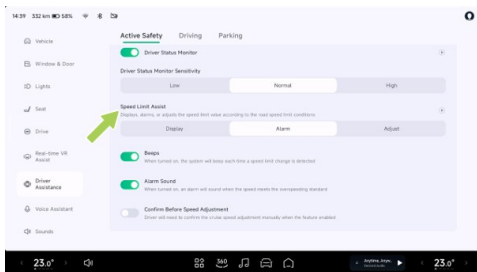 14:39 332 km 58%
Active Safety Driving Parking
Vehicle
Driver Status Monitor
Window & Door
Driver Status Monitor Sensitivity
Lights
Low Normal High
Seat
Speed Limit Assist
Displays, alarms, or adjusts the speed limit value according to the road speed limit conditions
Drive
Display Alarm Adjust
Real-time VR
Assist
Beeps
When turned on, the system will beep each time a speed limit change is detected
Driver
Assistance
Alarm Sound
When turned on, an alarm will sound when the speed meets the overspeeding standard
Voice Assistant
Confirm Before Speed Adjustment
Driver will need to confirm the cruise speed adjustment manually when the feature enabled
Sounds
23.0° 360 Anytime, Anyw... 23.0°